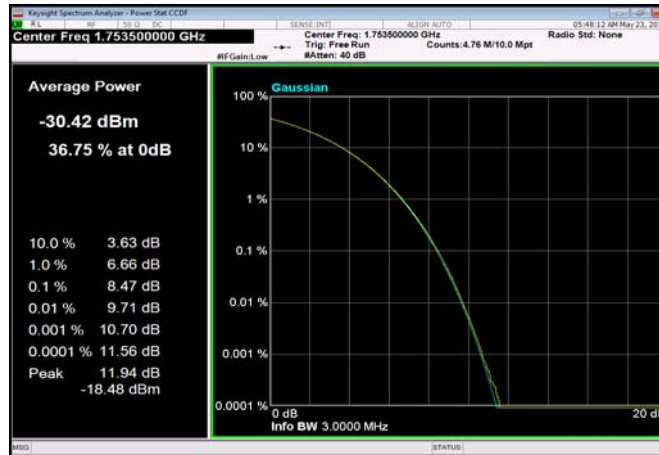 Keysight Spectrum Analyzer - Power Stat CCDF
RL RF 50 Ω DC SENSE:INT ALIGN AUTO 05:48:12 AM May 23, 20
Center Freq 1.753500000 GHz
Center Freq: 1.753500000 GHz
Radio Std: None
Trig: Free Run Counts:4.76 M/10.0 Mpt
#IFGain:Low #Atten: 40 dB
Average Power
-30.42 dBm
36.75 % at 0dB
10.0 % 3.63 dB
1.0 % 6.66 dB
0.1 % 8.47 dB
0.01 % 9.71 dB
0.001 % 10.70 dB
0.0001 % 11.56 dB
Peak 11.94 dB
-18.48 dBm
Gaussian
100 %
10 %
1 %
0.1 %
0.01 %
0.001 %
0.0001 %
0 dB
20 d
Info BW 3.0000 MHz
MSG STATUS